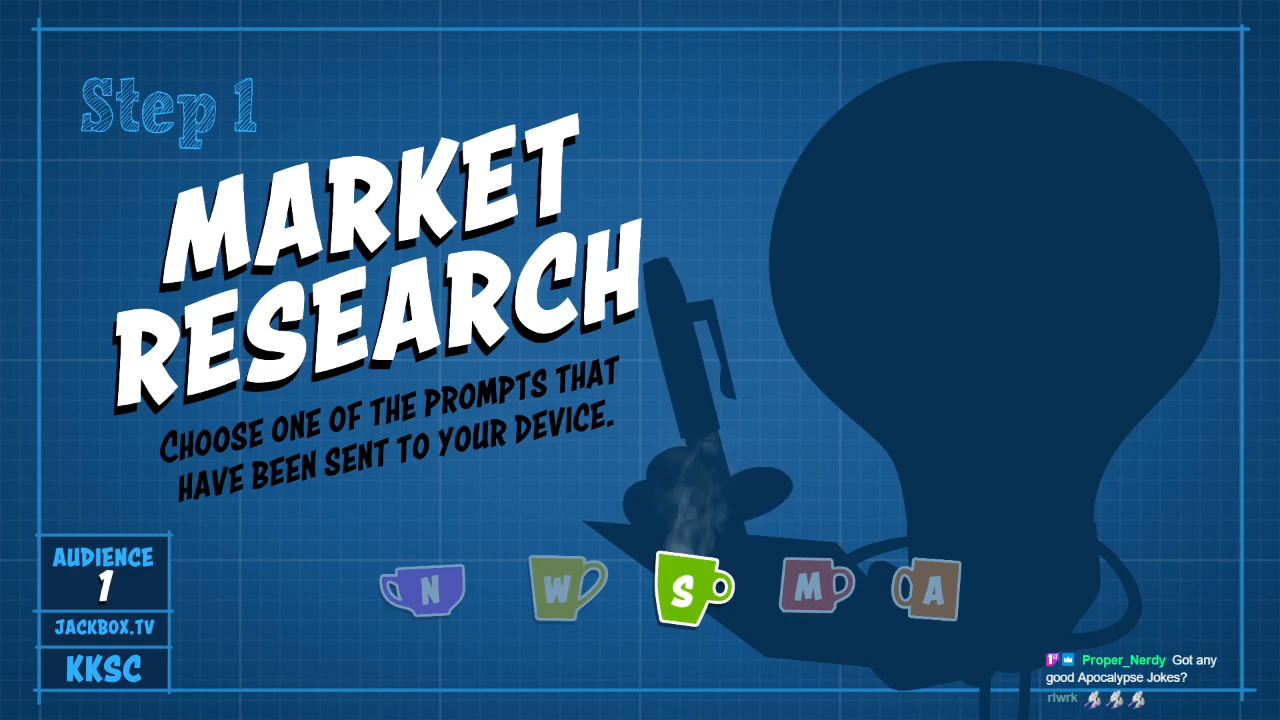 Step 1
MARKET
RESEARCH
CHOOSE ONE OF THE PROMPTS THAT
HAVE BEEN SENT TO YOUR DEVICE.
N W S M A
AUDIENCE
1
JACKBOX.TV
KKSC
1ST Proper_Nerdy Got any
good Apocalypse Jokes?
rlwrk